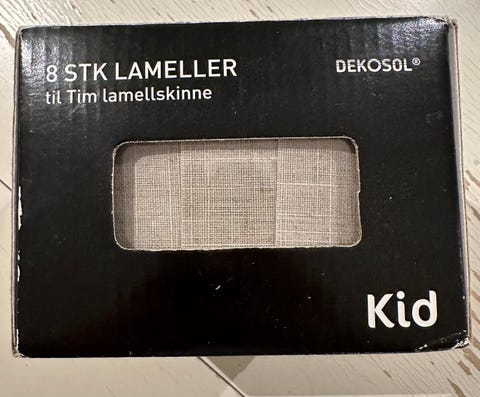 8 STK LAMELLER
til Tim lamellskinne
DEKOSOL®
Kid